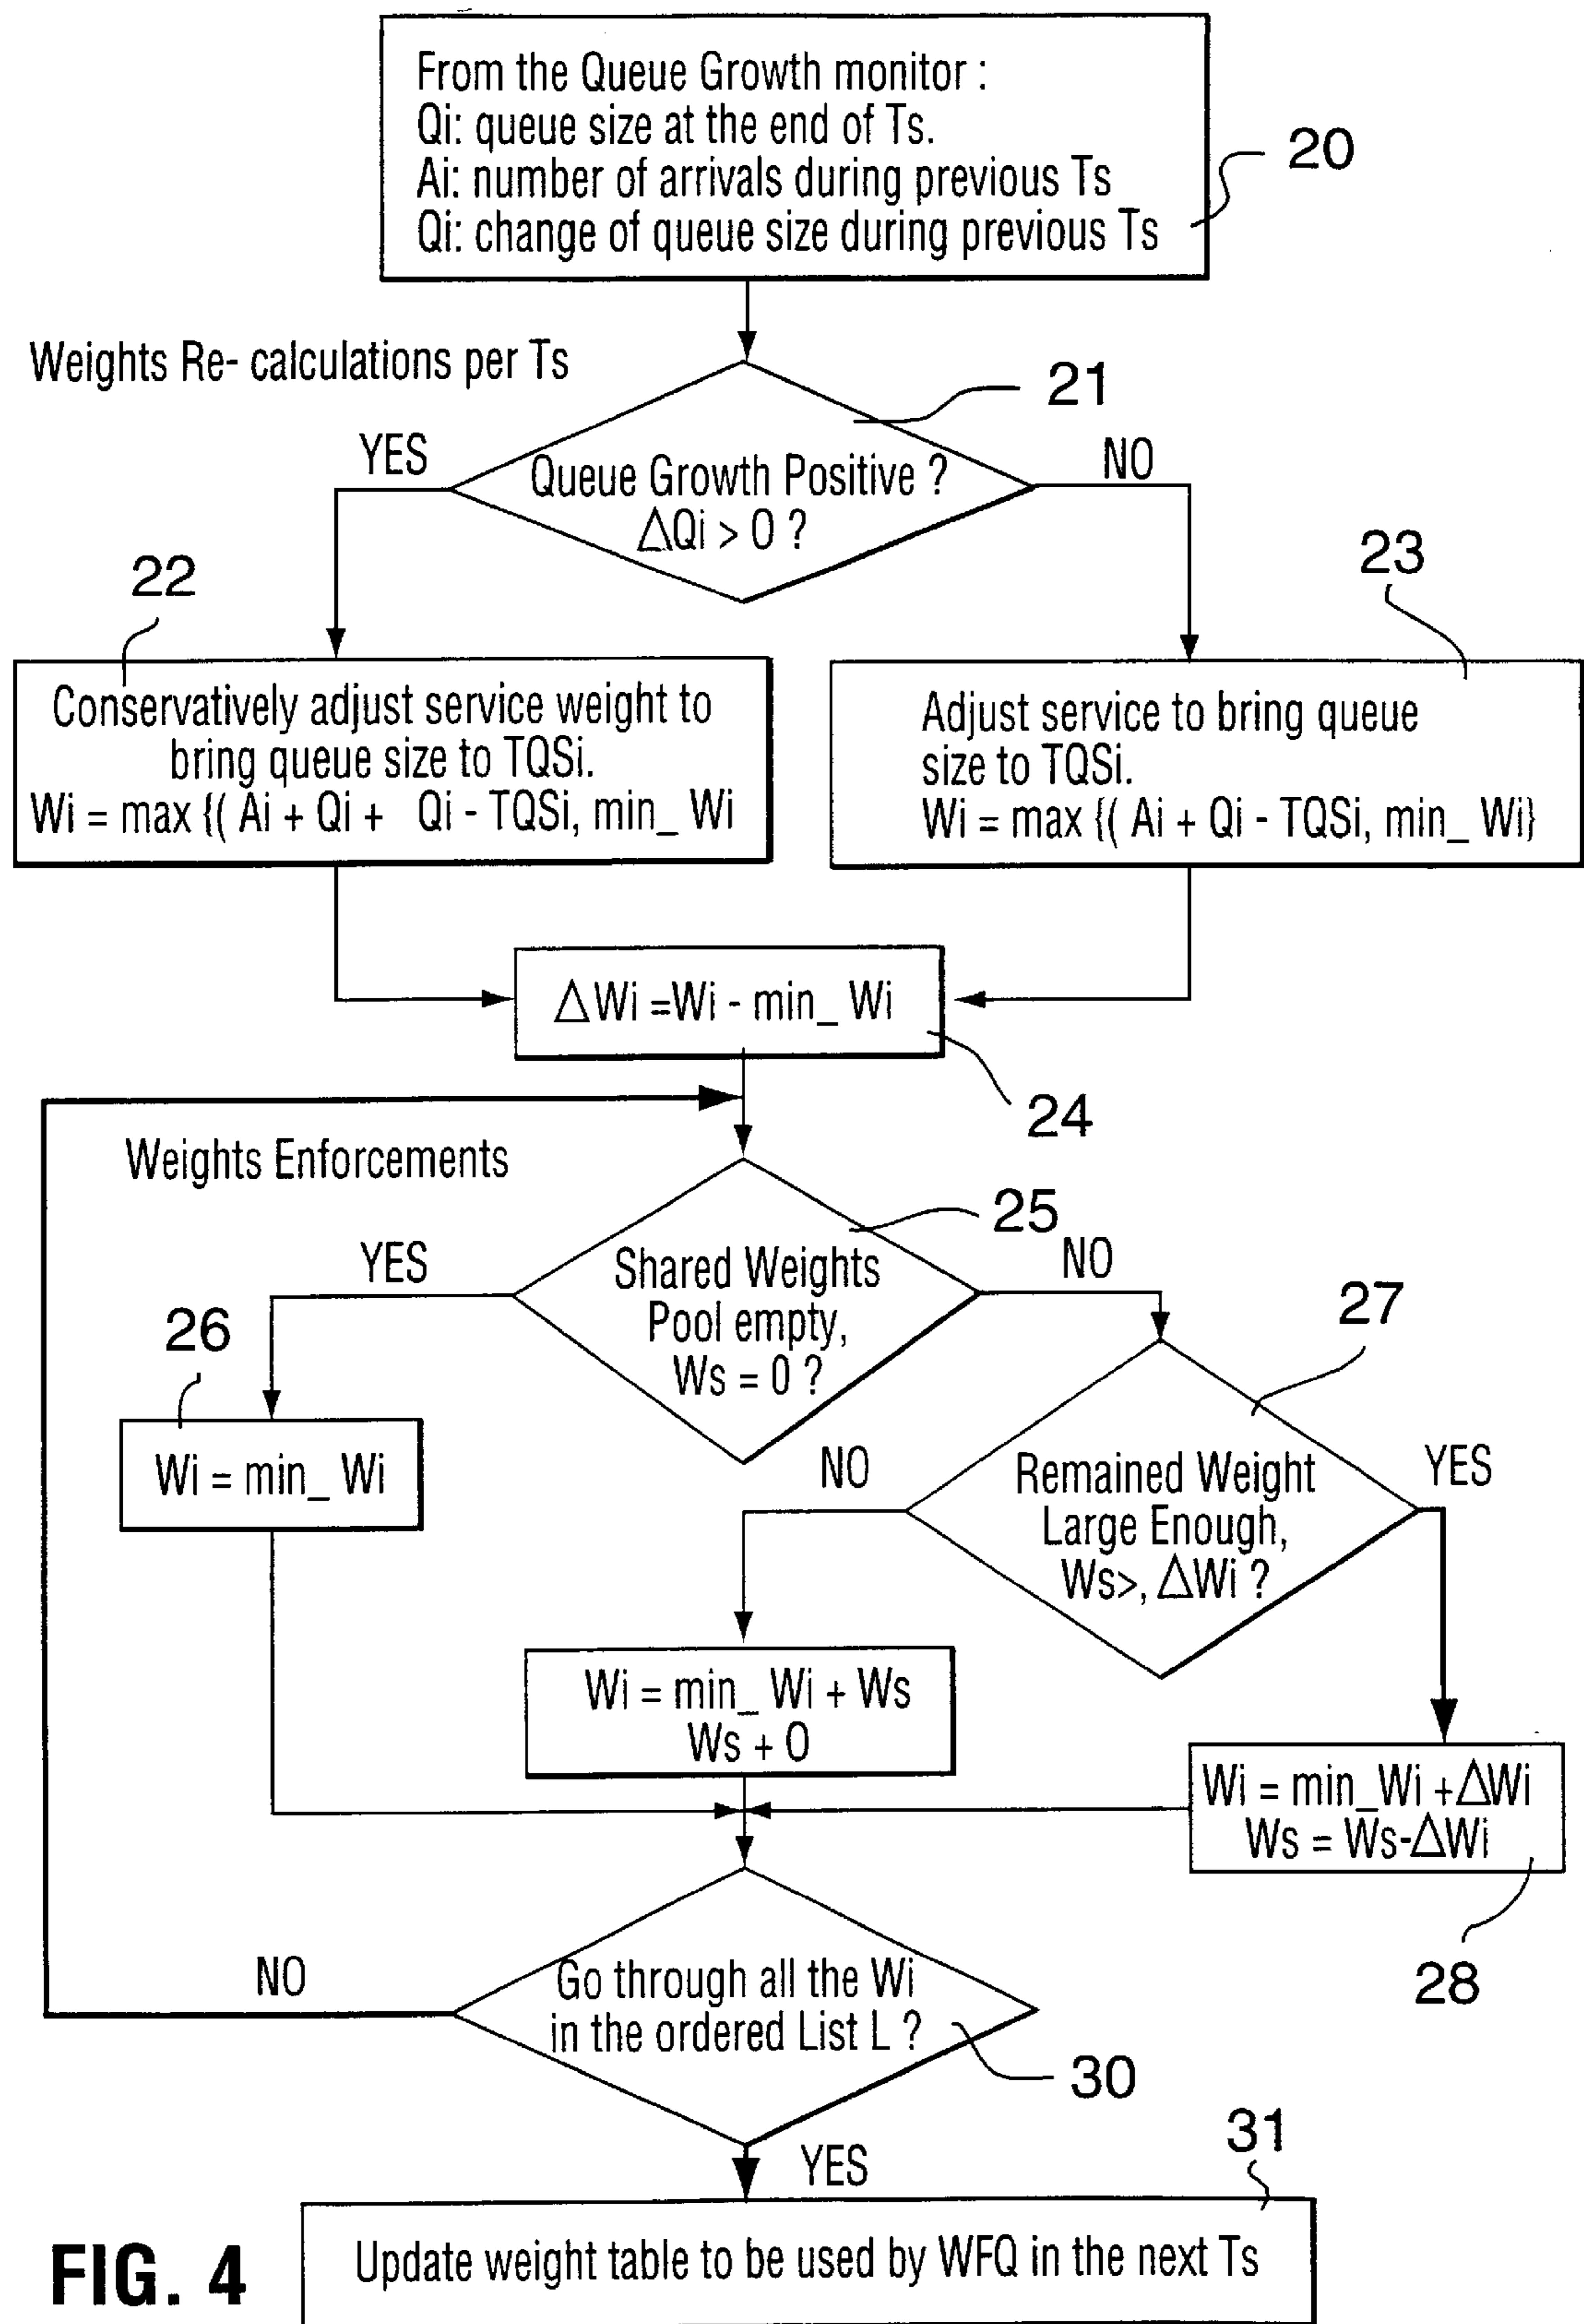 From the Queue Growth monitor :
Qi: queue size at the end of Ts.
Ai: number of arrivals during previous Ts
Qi: change of queue size during previous Ts
20
Weights Re- calculations per Ts
21
YES
Queue Growth Positive ?
△Qi > 0 ?
NO
22
23
Conservatively adjust service weight to
bring queue size to TQSi.
Wi = max {( Ai + Qi + Qi - TQSi, min_ Wi
Adjust service to bring queue
size to TQSi.
Wi = max {( Ai + Qi - TQSi, min_ Wi}
△Wi =Wi - min_ Wi
24
Weights Enforcements
25
YES
Shared Weights
Pool empty,
Ws = 0 ?
NO
26
27
Wi = min_ Wi
NO
Remained Weight
Large Enough,
Ws>, △Wi ?
YES
Wi = min_ Wi + Ws
Ws + 0
Wi = min_Wi +△Wi
Ws = Ws-△Wi
28
NO
Go through all the Wi
in the ordered List L ?
30
YES
31
Update weight table to be used by WFQ in the next Ts
FIG. 4